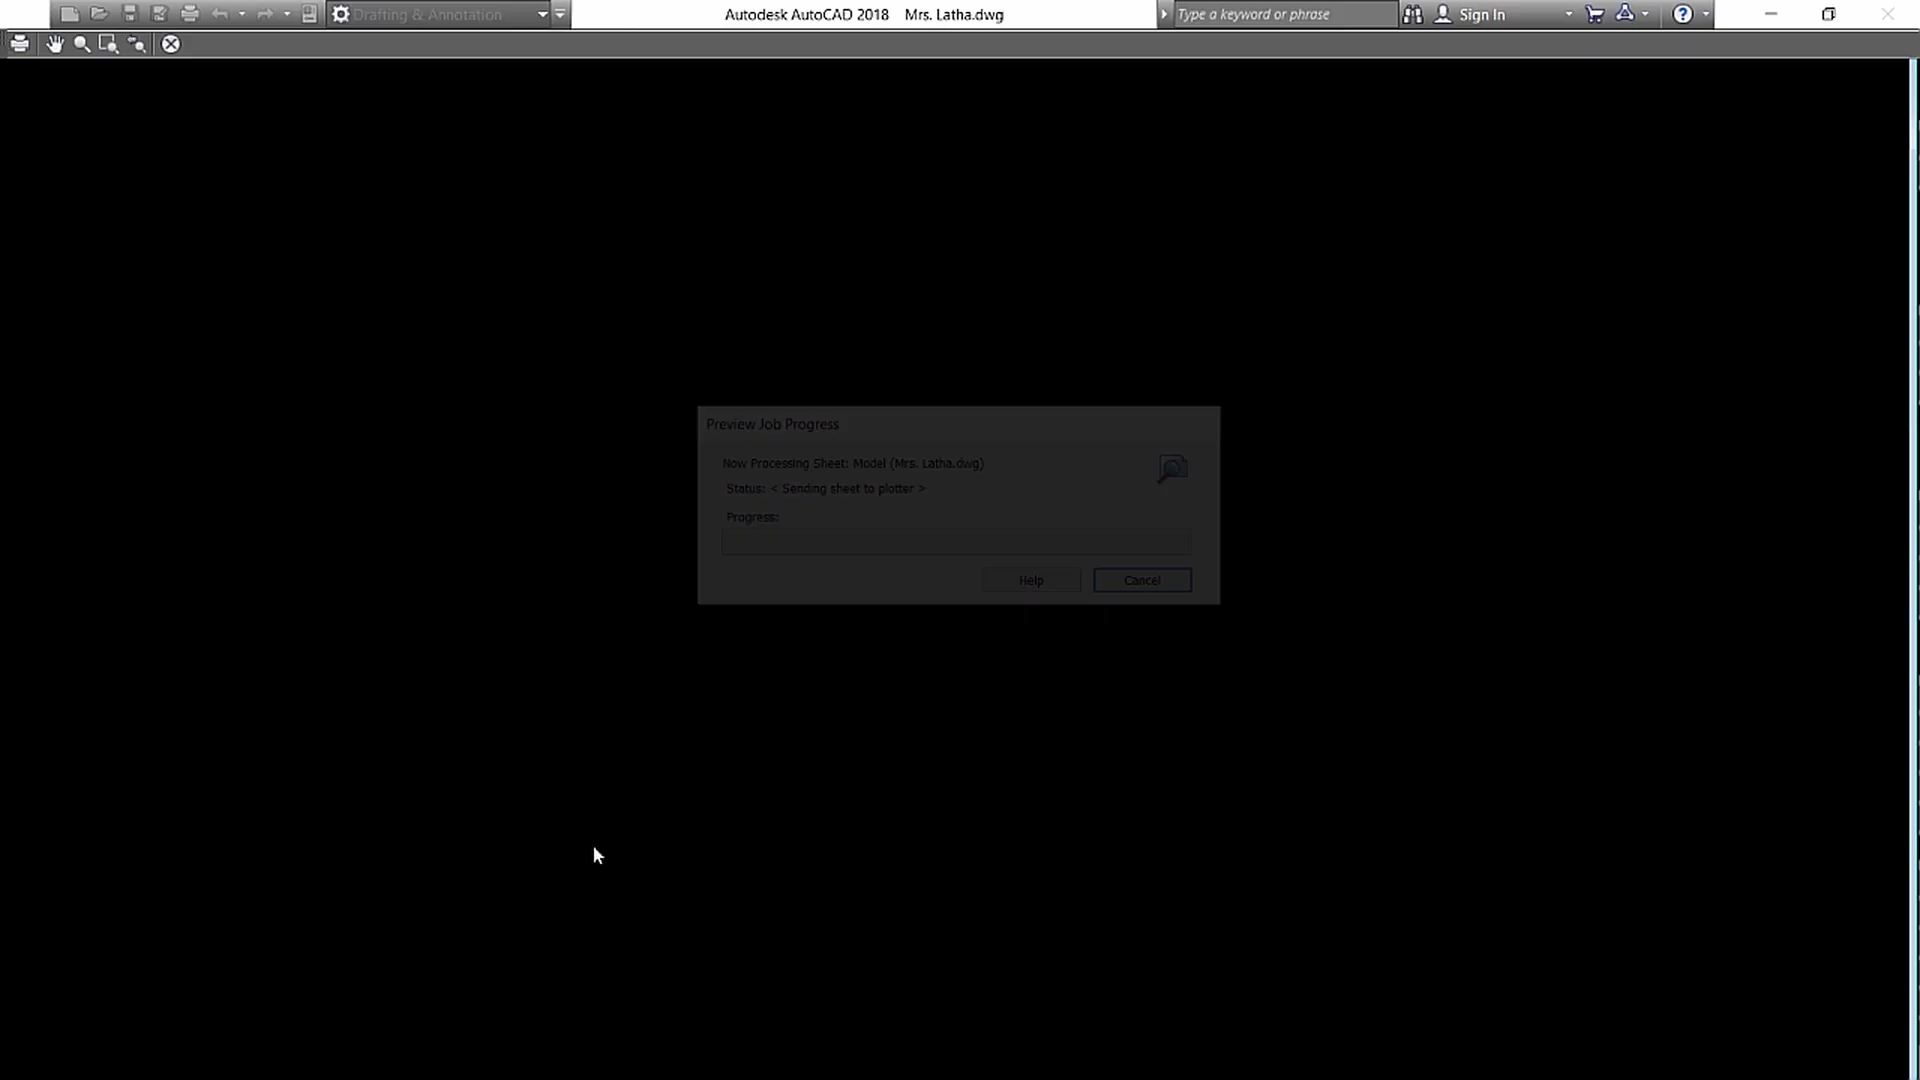 Drafting & Annotation
Autodesk AutoCAD 2018 Mrs. Latha.dwg
Type a keyword or phrase
Sign In
Preview Job Progress
Now Processing Sheet: Model (Mrs. Latha.dwg)
Status: < Sending sheet to plotter >
Progress:
Help
Cancel